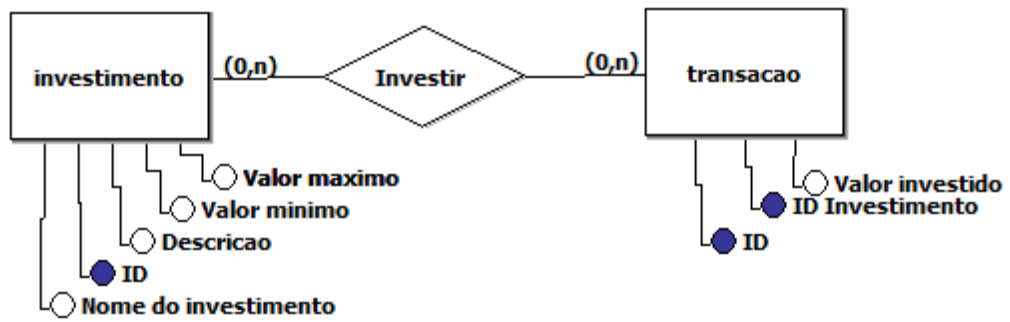 investimento
(0,n)
Investir
(0,n)
transacao
Valor maximo
Valor minimo
Descricao
ID
Nome do investimento
Valor investido
ID Investimento
ID